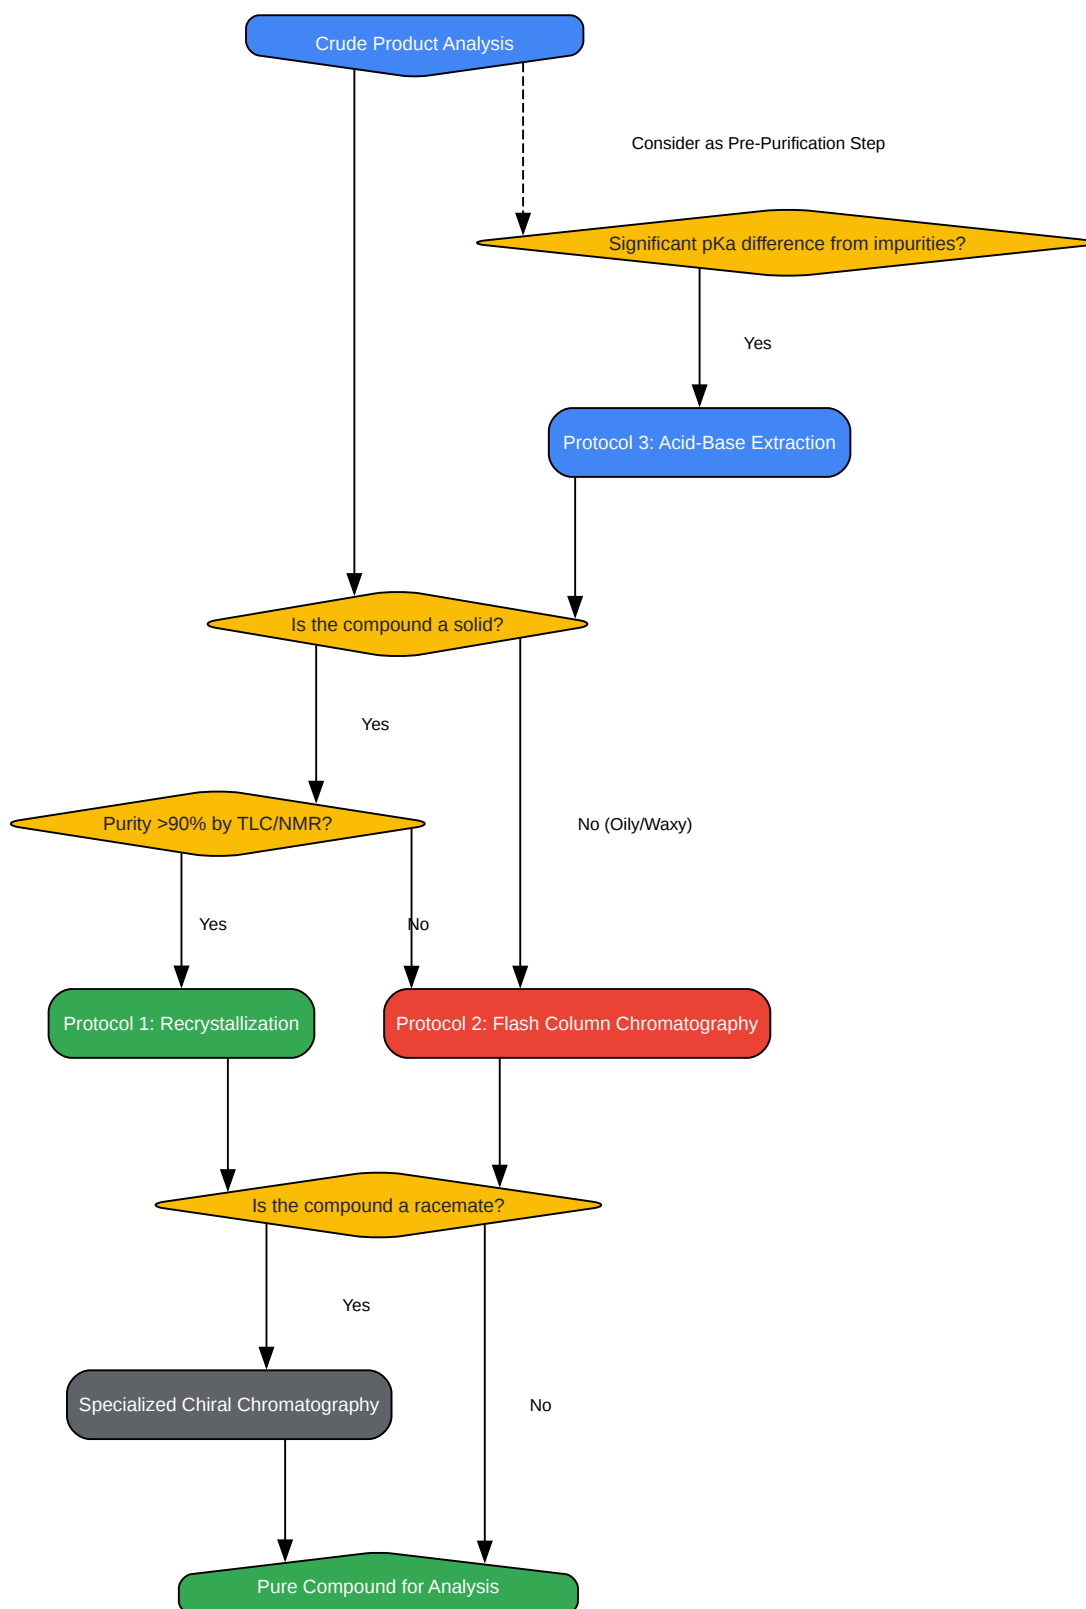 Crude Product Analysis
Consider as Pre-Purification Step
Significant pKa difference from impurities?
Yes
Protocol 3: Acid-Base Extraction
Is the compound a solid?
Yes
Purity >90% by TLC/NMR?
No (Oily/Waxy)
Yes
No
Protocol 1: Recrystallization
Protocol 2: Flash Column Chromatography
Is the compound a racemate?
Yes
Specialized Chiral Chromatography
No
Pure Compound for Analysis